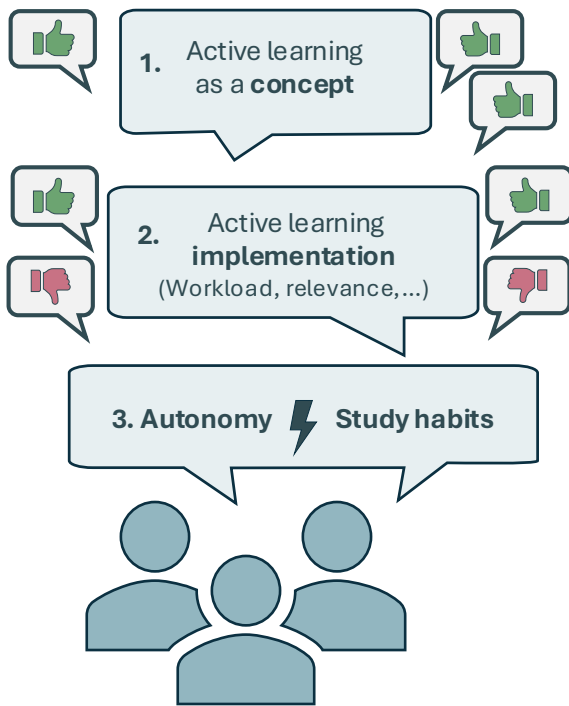 1. Active learning
as a concept
2. Active learning
implementation
(Workload, relevance,...)
3. Autonomy Study habits